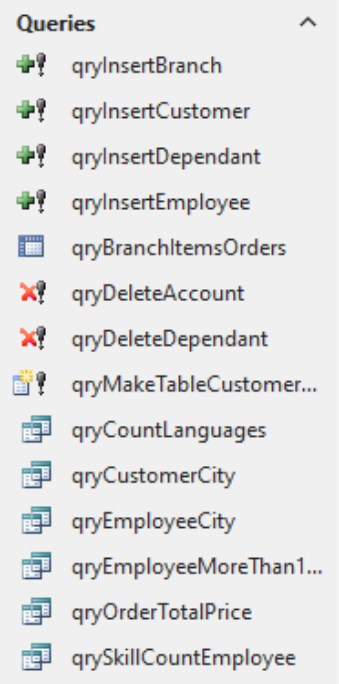 Queries
qryInsertBranch
qryInsertCustomer
qryInsertDependant
qryInsertEmployee
qryBranchItemsOrders
qryDeleteAccount
qryDeleteDependant
qryMakeTableCustomer...
qryCountLanguages
qryCustomerCity
qryEmployeeCity
qryEmployeeMoreThan1...
qryOrderTotalPrice
qrySkillCountEmployee